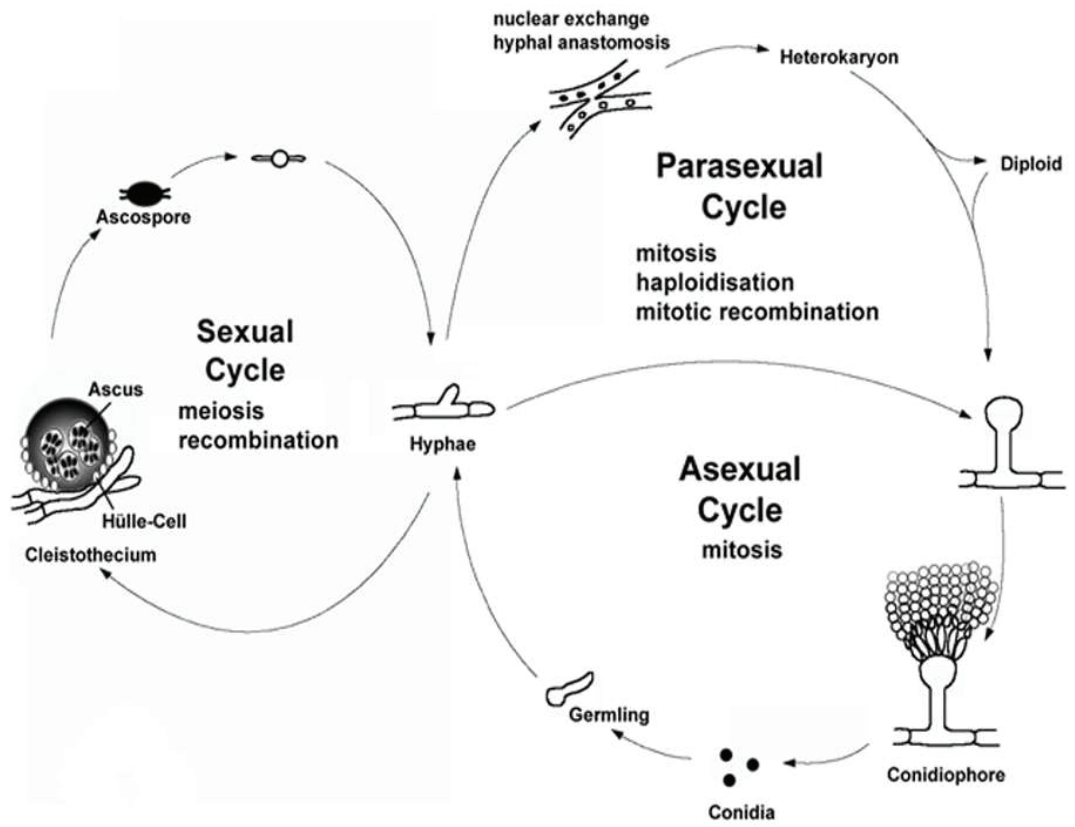 nuclear exchange
hyphal anastomosis
Heterokaryon
Parasexual
Cycle
Diploid
mitosis
haploidisation
mitotic recombination
Ascospore
Sexual
Cycle
meiosis
recombination
Ascus
Hülle-Cell
Cleistothecium
Hyphae
Asexual
Cycle
mitosis
Germling
Conidia
Conidiophore